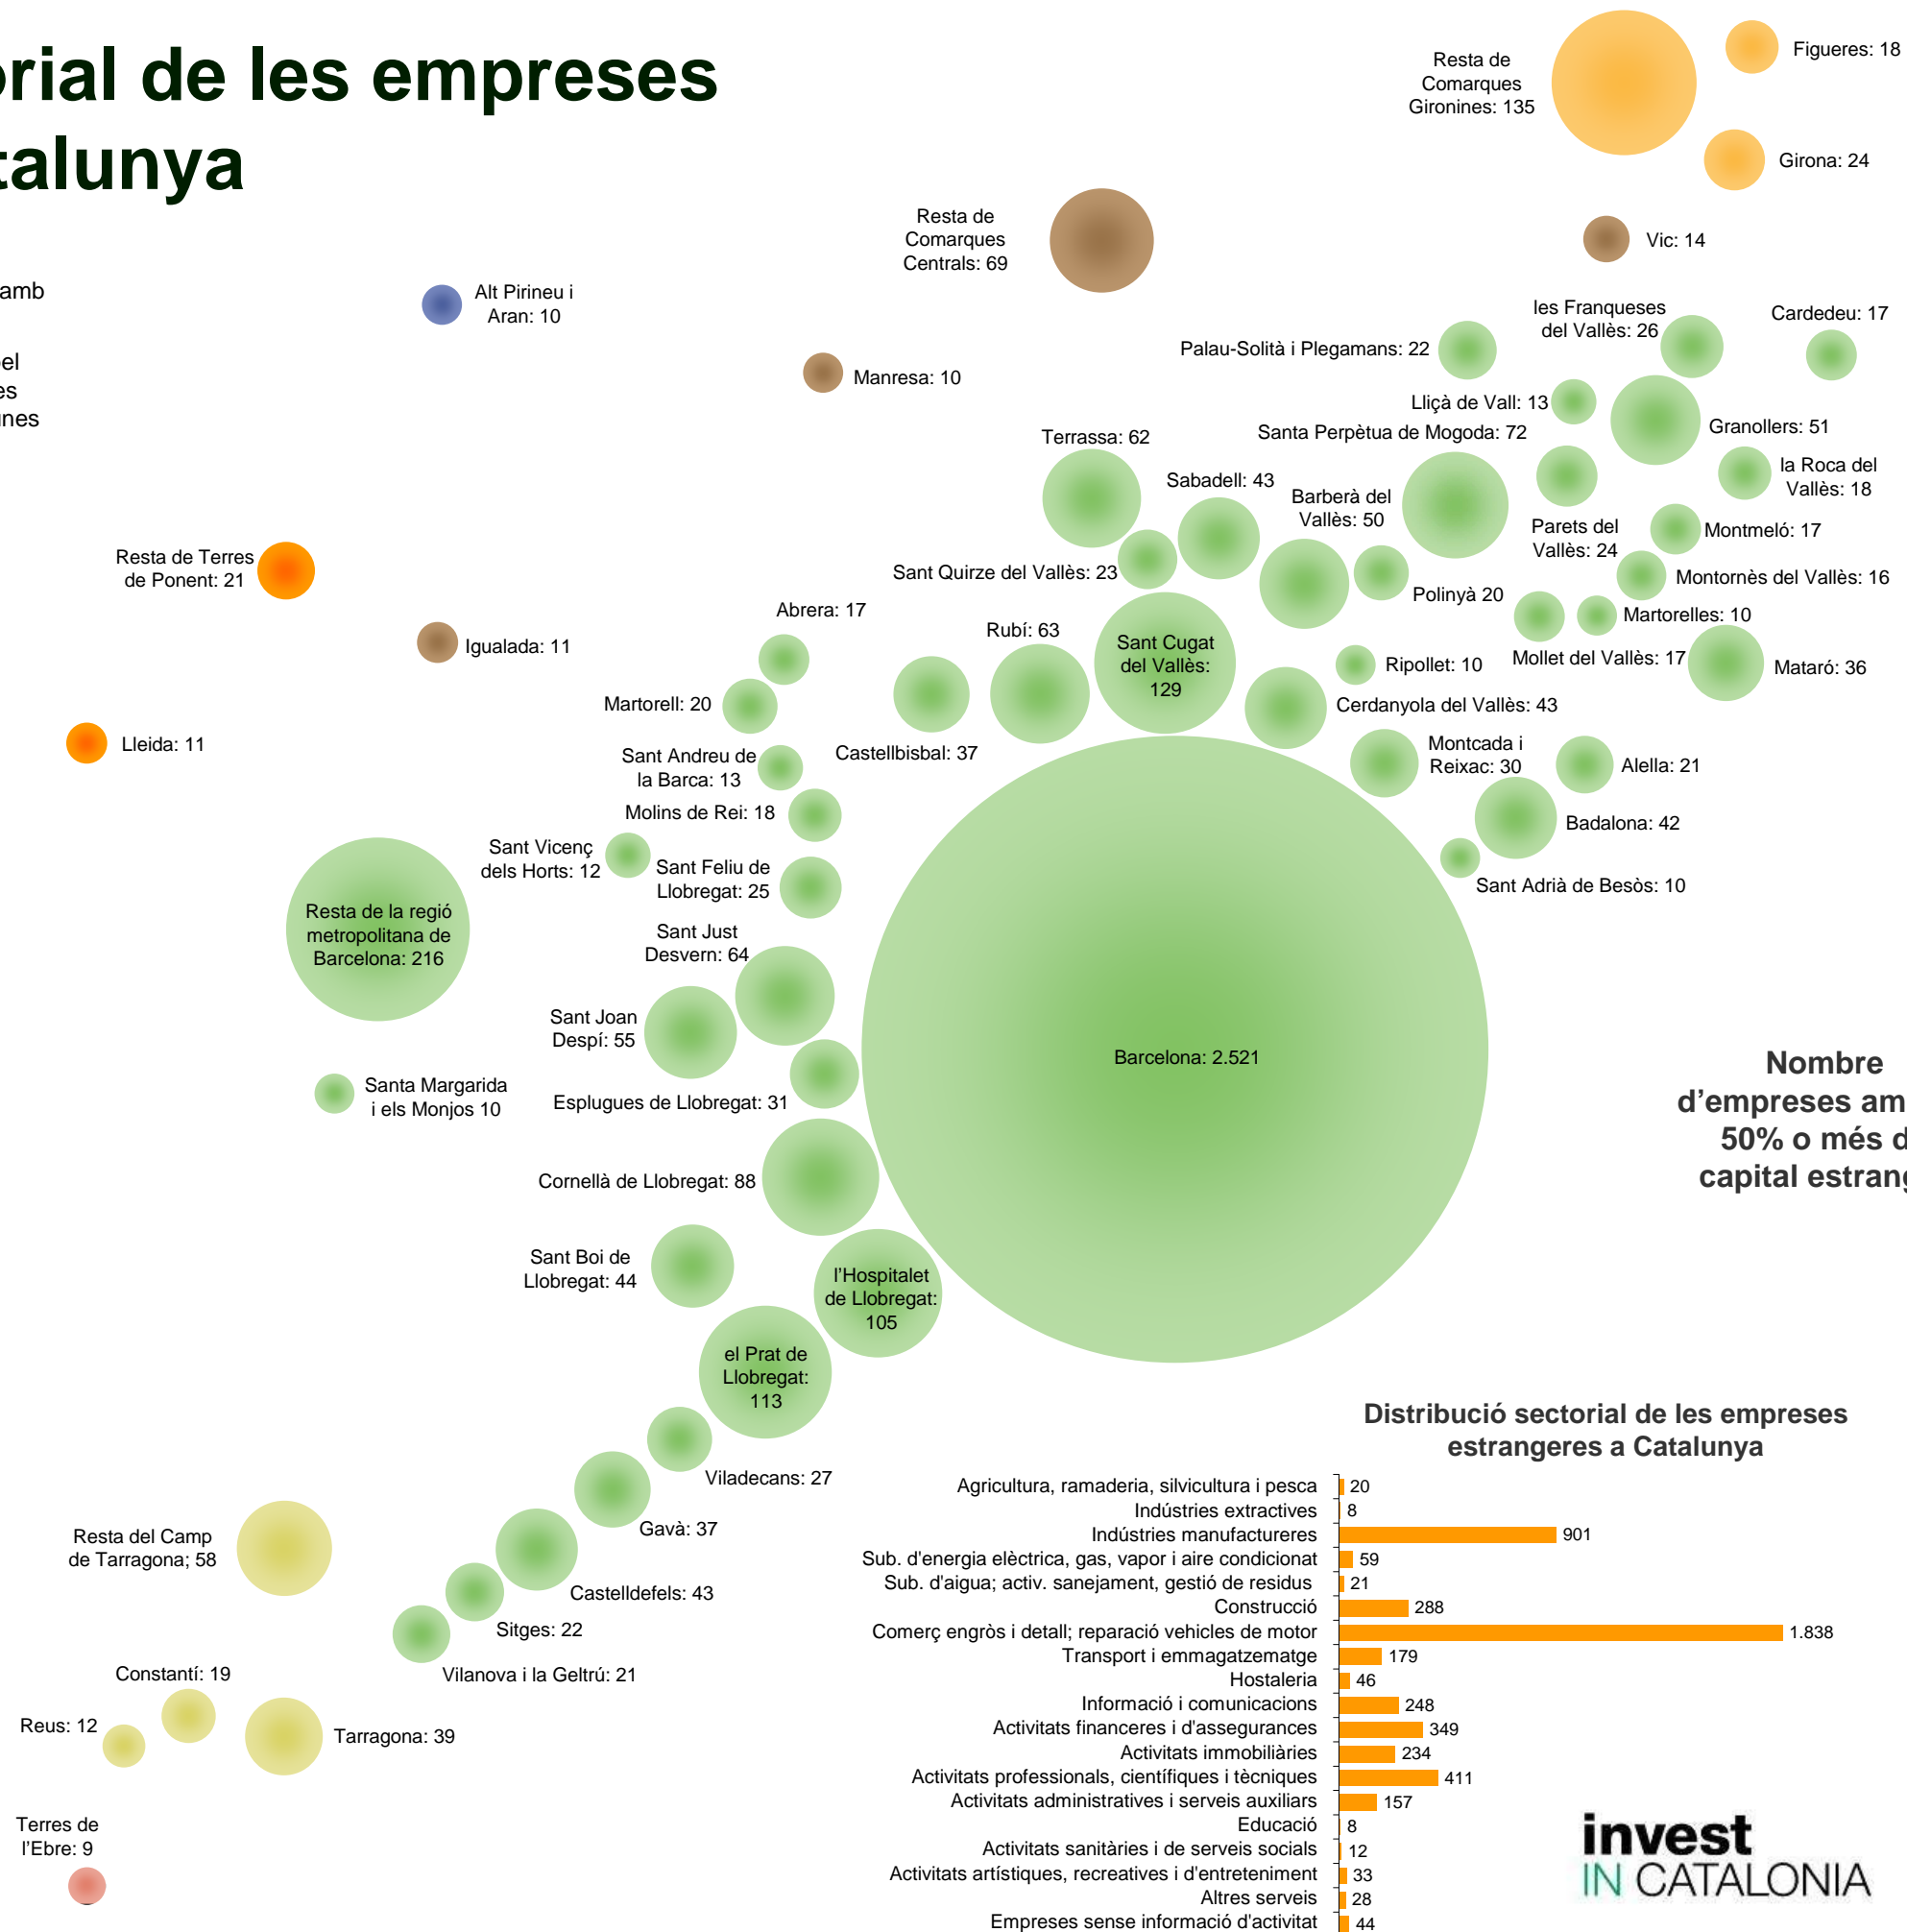 orial de les empreses
talunya
amb
el
es
unes
Resta de
Comarques
Gironines: 135
Figueres: 18
Girona: 24
Resta de
Comarques
Centrals: 69
Vic: 14
Alt Pirineu i
Aran: 10
Manresa: 10
les Franqueses
del Vallès: 26
Cardedeu: 17
Palau-Solità i Plegamans: 22
Lliçà de Vall: 13
Granollers: 51
Santa Perpètua de Mogoda: 72
Terrassa: 62
Sabadell: 43
Barberà del
Vallès: 50
la Roca del
Vallès: 18
Parets del
Vallès: 24
Montmeló: 17
Resta de Terres
de Ponent: 21
Sant Quirze del Vallès: 23
Polinyà 20
Montornès del Vallès: 16
Martorelles: 10
Abrera: 17
Igualada: 11
Rubí: 63
Sant Cugat
del Vallès:
129
Ripollet: 10
Mollet del Vallès: 17
Mataró: 36
Martorell: 20
Cerdanyola del Vallès: 43
Lleida: 11
Castellbisbal: 37
Sant Andreu de
la Barca: 13
Montcada i
Reixac: 30
Alella: 21
Molins de Rei: 18
Badalona: 42
Sant Vicenç
dels Horts: 12
Sant Feliu de
Llobregat: 25
Sant Adrià de Besòs: 10
Resta de la regió
metropolitana de
Barcelona: 216
Sant Just
Desvern: 64
Sant Joan
Despí: 55
Barcelona: 2.521
Santa Margarida
i els Monjos 10
Esplugues de Llobregat: 31
Nombre
d’empreses am
50% o més d
capital estrang
Cornellà de Llobregat: 88
Sant Boi de
Llobregat: 44
l’Hospitalet
de Llobregat:
105
el Prat de
Llobregat:
113
Viladecans: 27
Gavà: 37
Resta del Camp
de Tarragona; 58
Castelldefels: 43
Sitges: 22
Vilanova i la Geltrú: 21
Constantí: 19
Reus: 12
Tarragona: 39
Terres de
l’Ebre: 9
Distribució sectorial de les empreses
estrangeres a Catalunya
Agricultura, ramaderia, silvicultura i pesca 20
Indústries extractives 8
Indústries manufactureres 901
Sub. d'energia elèctrica, gas, vapor i aire condicionat 59
Sub. d'aigua; activ. sanejament, gestió de residus 21
Construcció 288
Comerç engròs i detall; reparació vehicles de motor 1.838
Transport i emmagatzematge 179
Hostaleria 46
Informació i comunicacions 248
Activitats financeres i d'assegurances 349
Activitats immobiliàries 234
Activitats professionals, científiques i tècniques 411
Activitats administratives i serveis auxiliars 157
Educació 8
Activitats sanitàries i de serveis socials 12
Activitats artístiques, recreatives i d'entreteniment 33
Altres serveis 28
Empreses sense informació d'activitat 44
invest
IN CATALONIA